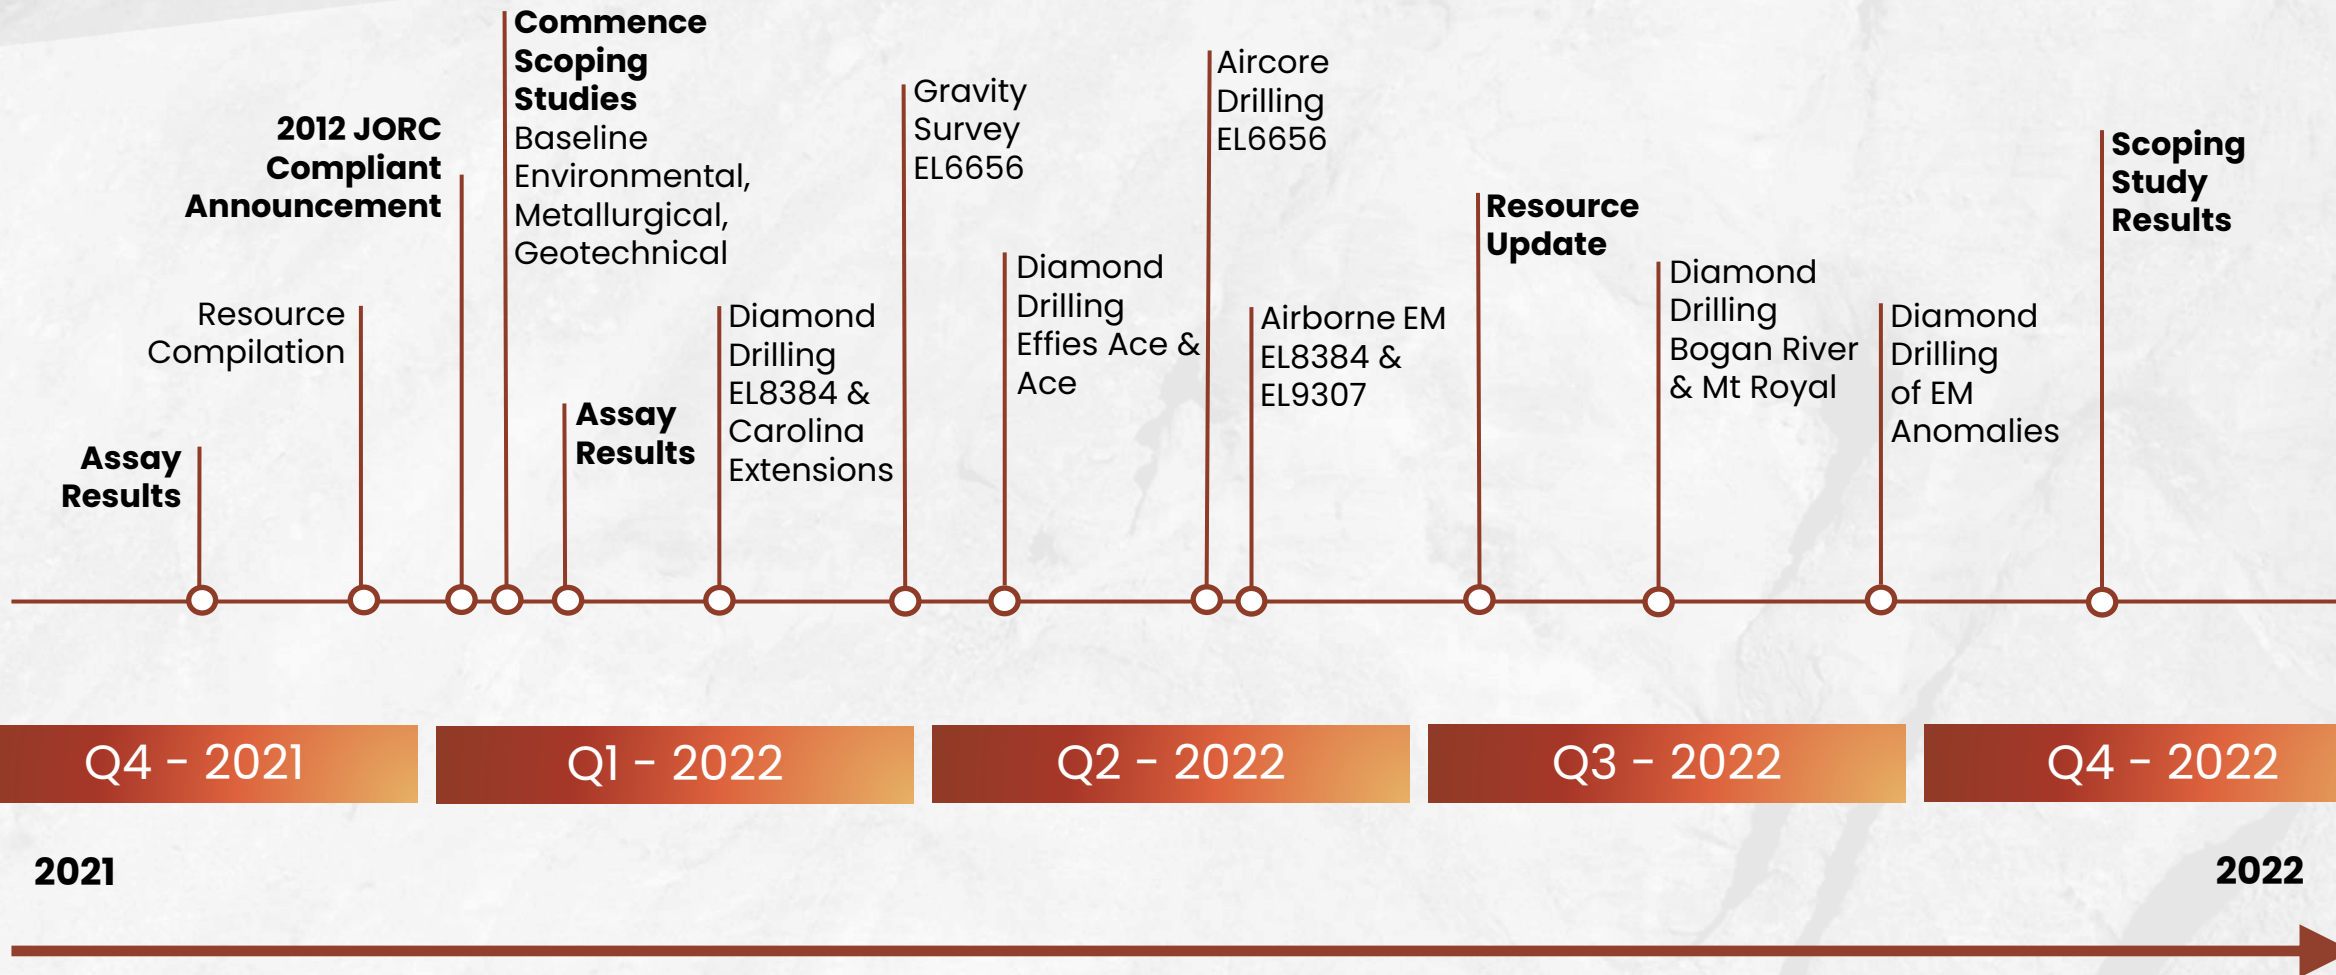 Assay
Results
Resource
Compilation
2012 JORC
Compliant
Announcement
Commence
Scoping
Studies
Baseline
Environmental,
Metallurgical,
Geotechnical
Assay
Results
Diamond
Drilling
EL8384 &
Carolina
Extensions
Gravity
Survey
EL6656
Diamond
Drilling
Effies Ace &
Ace
Aircore
Drilling
EL6656
Airborne EM
EL8384 &
EL9307
Resource
Update
Diamond
Drilling
Bogan River
& Mt Royal
Diamond
Drilling
of EM
Anomalies
Scoping
Study
Results
Q4 - 2021
Q1 - 2022
Q2 - 2022
Q3 - 2022
Q4 - 2022
2021
2022